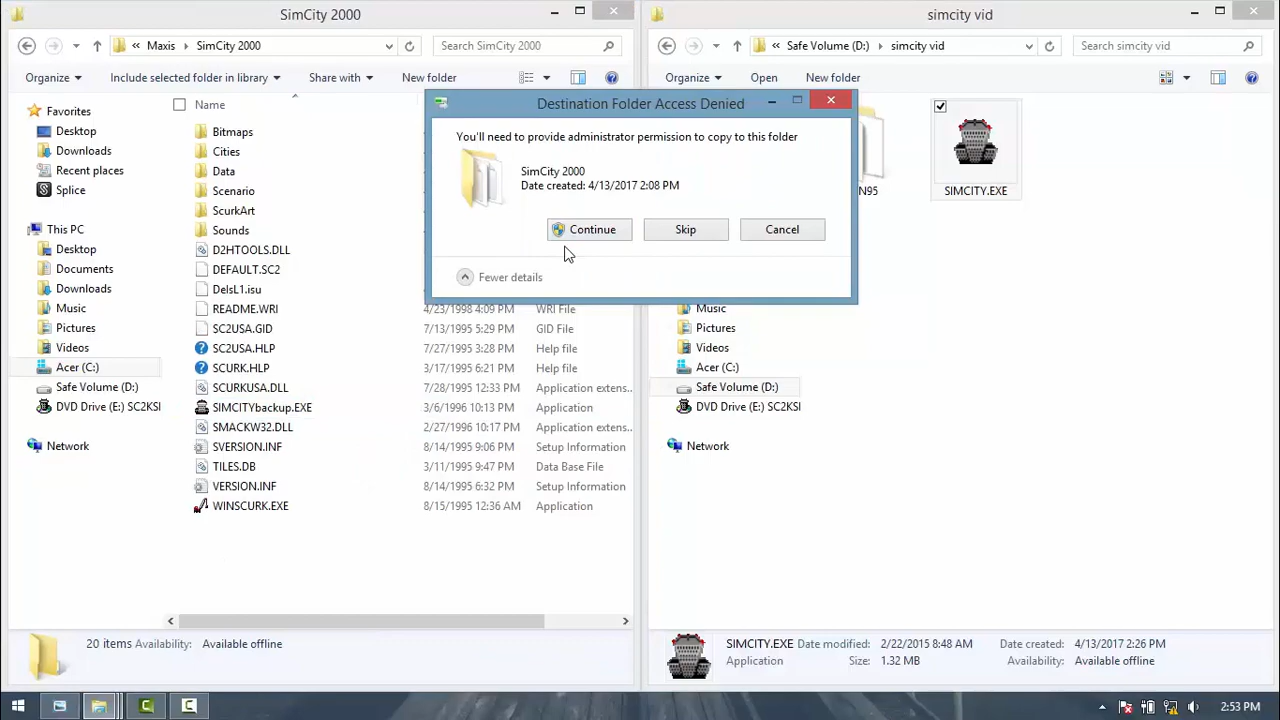 SimCity 2000
Maxis SimCity 2000
Search SimCity 2000
Organize Include selected folder in library Share with New folder
Favorites
Desktop
Downloads
Recent places
Splice
This PC
Desktop
Documents
Downloads
Music
Pictures
Videos
Acer (C:)
Safe Volume (D:)
DVD Drive (E:) SC2KSI
Network
Name
Bitmaps
Cities
Data
Scenario
ScurkArt
Sounds
D2HTOOLS.DLL
DEFAULT.SC2
DelsL1.isu
README.WRI 4/23/1998 4:09 PM WRI File
SC2USA.GID 7/13/1995 5:29 PM GID File
SC2USA.HLP 7/27/1995 3:28 PM Help file
SCURK.HLP 3/17/1995 6:21 PM Help file
SCURKUSA.DLL 7/28/1995 12:33 PM Application extens...
SIMCITYbackup.EXE 3/6/1996 10:13 PM Application
SMACKW32.DLL 2/27/1996 10:17 PM Application extens...
SVERSION.INF 8/14/1995 9:06 PM Setup Information
TILES.DB 3/11/1995 9:47 PM Data Base File
VERSION.INF 8/14/1995 6:32 PM Setup Information
WINSCURK.EXE 8/15/1995 12:36 AM Application
20 items Availability: Available offline
Destination Folder Access Denied
You'll need to provide administrator permission to copy to this folder
SimCity 2000
Date created: 4/13/2017 2:08 PM
Continue Skip Cancel
Fewer details
simcity vid
Safe Volume (D:) simcity vid
Search simcity vid
Organize Open New folder
N95
SIMCITY.EXE
Music
Pictures
Videos
Acer (C:)
Safe Volume (D:)
DVD Drive (E:) SC2KSI
Network
SIMCITY.EXE Date modified: 2/22/2015 8:48 AM Date created: 4/13/2017 2:26 PM
Application Size: 1.32 MB Availability: Available offline
2:53 PM